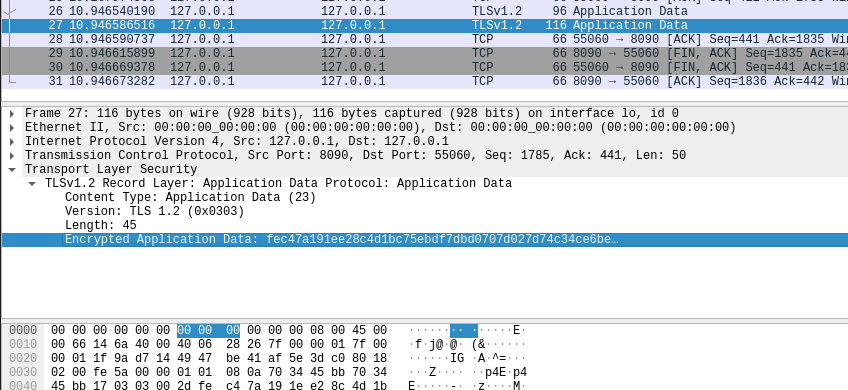 26 10.946540190 127.0.0.1 127.0.0.1 TLSv1.2 96 Application Data
27 10.946586516 127.0.0.1 127.0.0.1 TLSv1.2 116 Application Data
28 10.946590737 127.0.0.1 127.0.0.1 TCP 66 55060 → 8090 [ACK] Seq=441 Ack=1835 Win
29 10.946615899 127.0.0.1 127.0.0.1 TCP 66 8090 → 55060 [FIN, ACK] Seq=1835 Ack=44
30 10.946669378 127.0.0.1 127.0.0.1 TCP 66 55060 → 8090 [FIN, ACK] Seq=441 Ack=183
31 10.946673282 127.0.0.1 127.0.0.1 TCP 66 8090 → 55060 [ACK] Seq=1836 Ack=442 Win
Frame 27: 116 bytes on wire (928 bits), 116 bytes captured (928 bits) on interface lo, id 0
Ethernet II, Src: 00:00:00_00:00:00 (00:00:00:00:00:00), Dst: 00:00:00_00:00:00 (00:00:00:00:00:00)
Internet Protocol Version 4, Src: 127.0.0.1, Dst: 127.0.0.1
Transmission Control Protocol, Src Port: 8090, Dst Port: 55060, Seq: 1785, Ack: 441, Len: 50
Transport Layer Security
TLSv1.2 Record Layer: Application Data Protocol: Application Data
Content Type: Application Data (23)
Version: TLS 1.2 (0x0303)
Length: 45
Encrypted Application Data: fec47a191ee28c4d1bc75ebdf7dbd0707d027d74c34ce6be…
0000 00 00 00 00 00 00 00 00 00 00 00 00 08 00 45 00 ············ ··E·
0010 00 66 14 6a 40 00 40 06 28 26 7f 00 00 01 7f 00 ·f·j@·@· (&······
0020 00 01 1f 9a d7 14 49 47 be 41 af 5e 3d c0 80 18 ······IG ·A·^=···
0030 02 00 fe 5a 00 00 01 01 08 0a 70 34 45 bb 70 34 ···Z···· ··p4E·p4
0040 45 bb 17 03 03 00 2d fe c4 7a 19 1e e2 8c 4d 1b E·····-· ·z····M·